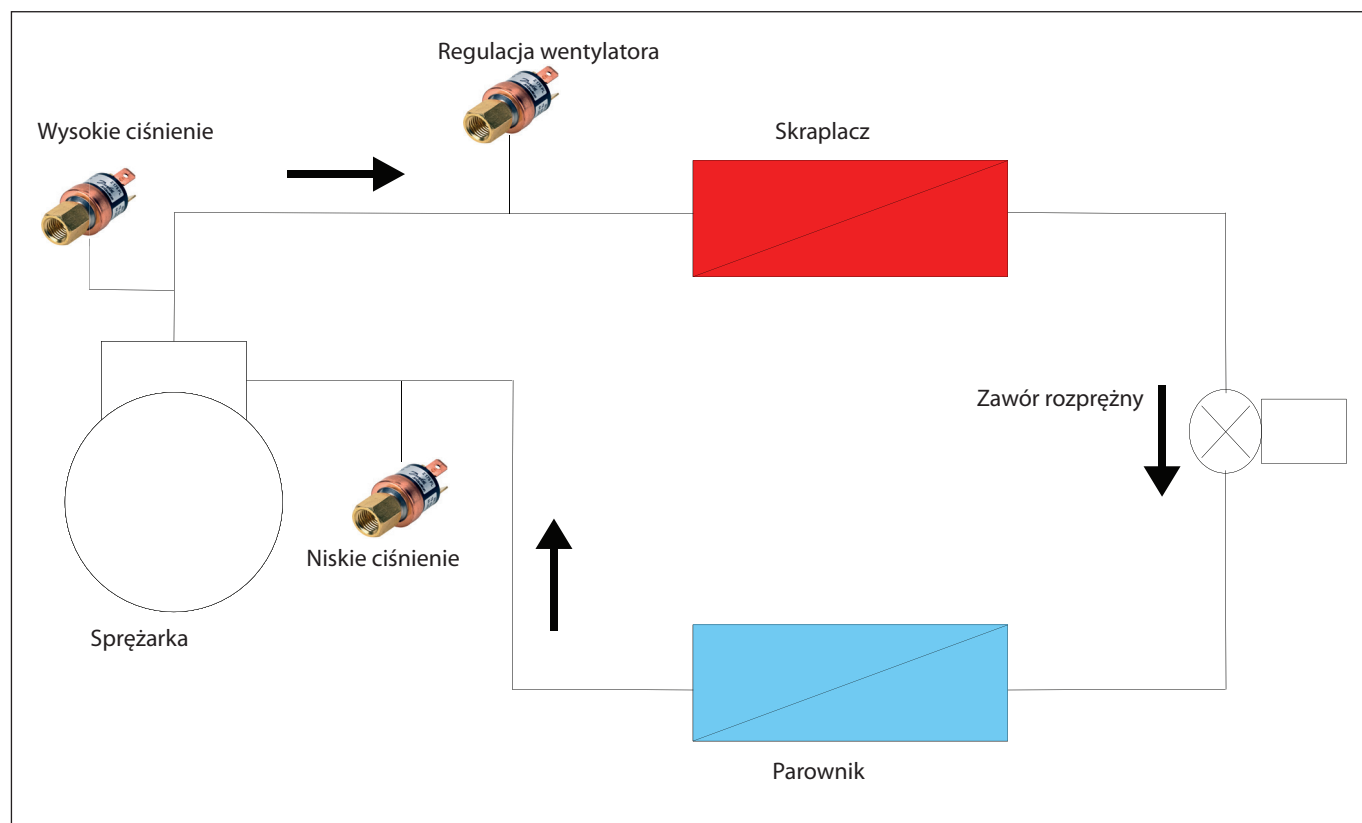 Regulacja wentylatora
Wysokie ciśnienie
Skraplacz
Zawór rozprężny
Niskie ciśnienie
Sprężarka
Parownik